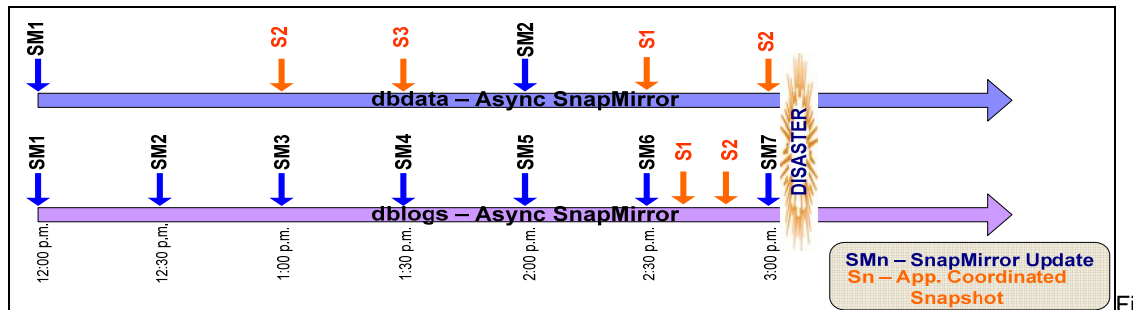 SM1
S2
S3
SM2
S1
S2
dbdata – Async SnapMirror
SM1
SM2
SM3
SM4
SM5
SM6
S1
S2
SM7
DISASTER
dblogs – Async SnapMirror
12:00 p.m.
12:30 p.m.
1:00 p.m.
1:30 p.m.
2:00 p.m.
2:30 p.m.
3:00 p.m.
SMn – SnapMirror Update
Sn – App. Coordinated
Snapshot
Fi